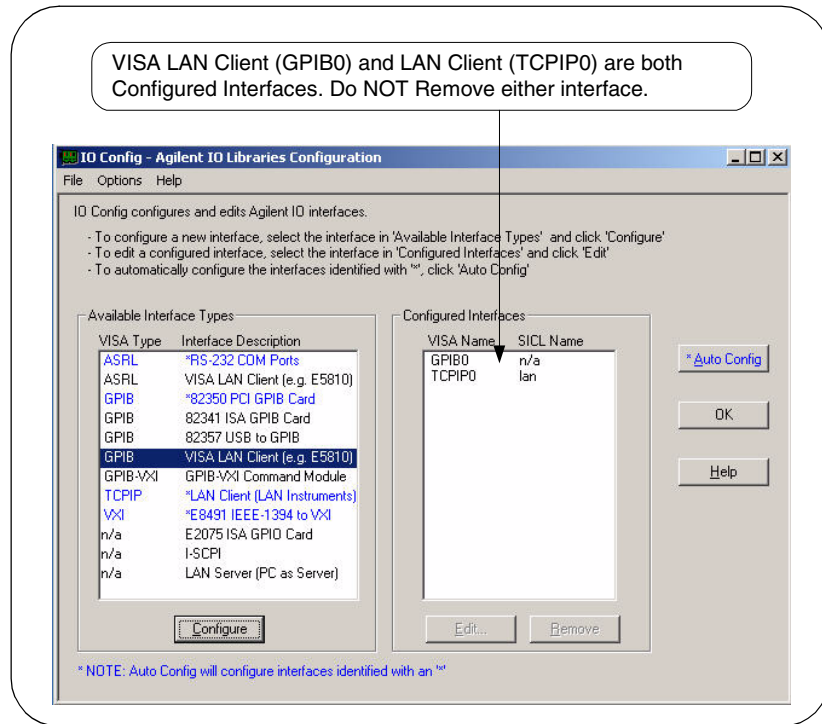 VISA LAN Client (GPIB0) and LAN Client (TCPIP0) are both
Configured Interfaces. Do NOT Remove either interface.
IO Config - Agilent IO Libraries Configuration
File Options Help
IO Config configures and edits Agilent IO interfaces.
- To configure a new interface, select the interface in 'Available Interface Types' and click 'Configure'
- To edit a configured interface, select the interface in 'Configured Interfaces' and click 'Edit'
- To automatically configure the interfaces identified with '*', click 'Auto Config'
Available Interface Types
VISA Type Interface Description
ASRL *RS-232 COM Ports
ASRL VISA LAN Client (e.g. E5810)
GPIB *82350 PCI GPIB Card
GPIB 82341 ISA GPIB Card
GPIB 82357 USB to GPIB
GPIB VISA LAN Client (e.g. E5810)
GPIB-VXI GPIB-VXI Command Module
TCPIP *LAN Client (LAN Instruments)
VXI *E8491 IEEE-1394 to VXI
n/a E2075 ISA GPIO Card
n/a I-SCPI
n/a LAN Server (PC as Server)
Configure
Configured Interfaces
VISA Name SICL Name
GPIB0 n/a
TCPIP0 lan
Edit... Remove
* Auto Config
OK
Help
* NOTE: Auto Config will configure interfaces identified with an '*'